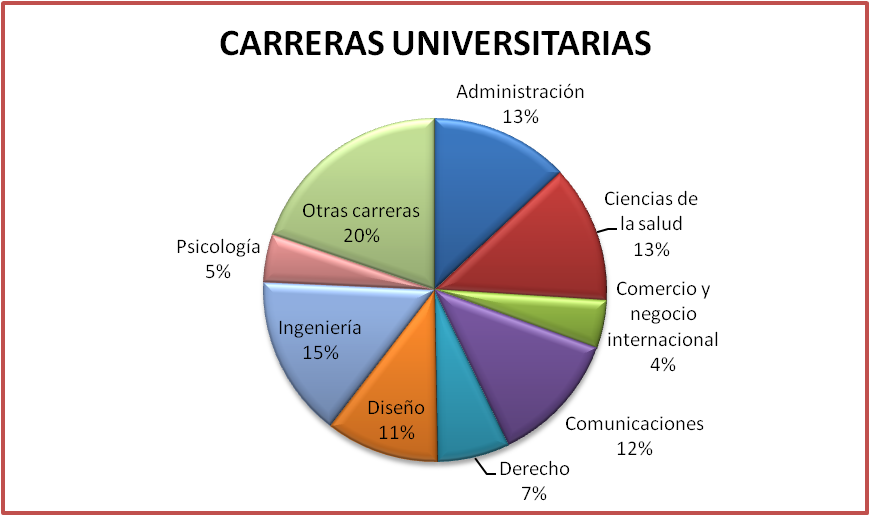 CARRERAS UNIVERSITARIAS
Administración
13%
Ciencias de
la salud
13%
Comercio y
negocio
internacional
4%
Comunicaciones
12%
Derecho
7%
Diseño
11%
Ingeniería
15%
Psicología
5%
Otras carreras
20%